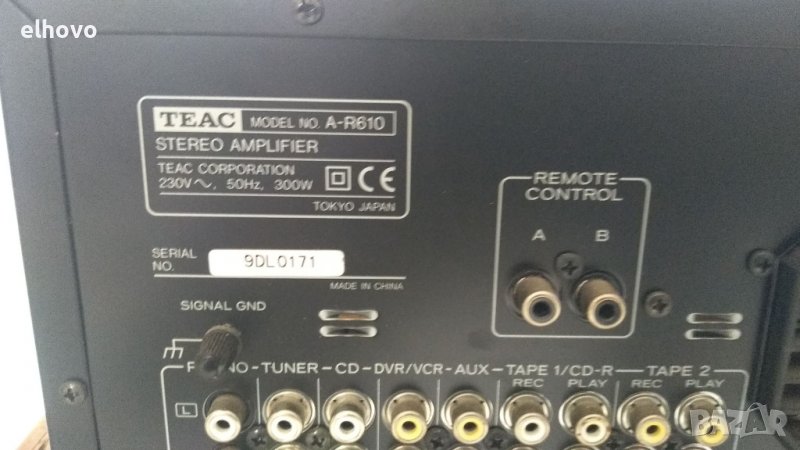 elhovo
TEAC MODEL NO. A-R610
STEREO AMPLIFIER
TEAC CORPORATION
230V～, 50Hz, 300W CE
TOKYO JAPAN
SERIAL NO. 9DL0171
MADE IN CHINA
REMOTE CONTROL
A B
SIGNAL GND
TUNER CD DVR/VCR AUX TAPE 1/CD-R TAPE 2
REC PLAY REC PLAY
L
BAZAR